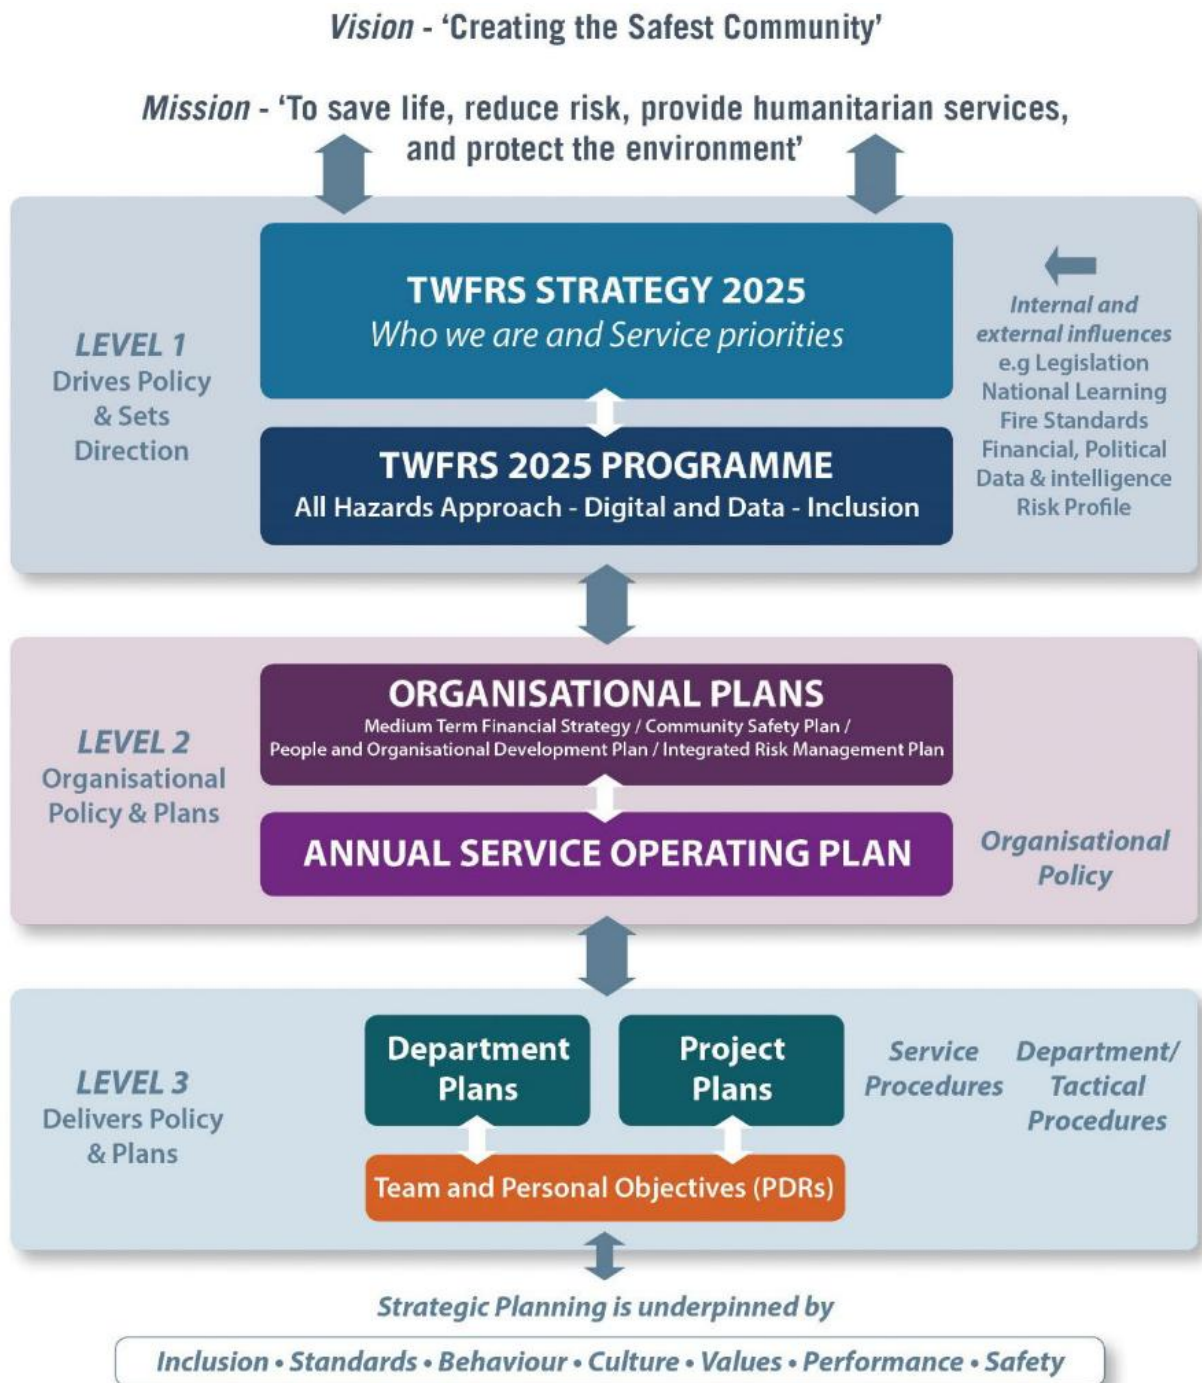 Vision - ‘Creating the Safest Community’
Mission - ‘To save life, reduce risk, provide humanitarian services,
and protect the environment’
LEVEL 1
Drives Policy
& Sets
Direction
TWFRS STRATEGY 2025
Who we are and Service priorities
TWFRS 2025 PROGRAMME
All Hazards Approach - Digital and Data - Inclusion
Internal and
external influences
e.g Legislation
National Learning
Fire Standards
Financial, Political
Data & intelligence
Risk Profile
LEVEL 2
Organisational
Policy & Plans
ORGANISATIONAL PLANS
Medium Term Financial Strategy / Community Safety Plan /
People and Organisational Development Plan / Integrated Risk Management Plan
ANNUAL SERVICE OPERATING PLAN
Organisational
Policy
LEVEL 3
Delivers Policy
& Plans
Department
Plans
Project
Plans
Team and Personal Objectives (PDRs)
Service
Procedures
Department/
Tactical
Procedures
Strategic Planning is underpinned by
Inclusion • Standards • Behaviour • Culture • Values • Performance • Safety